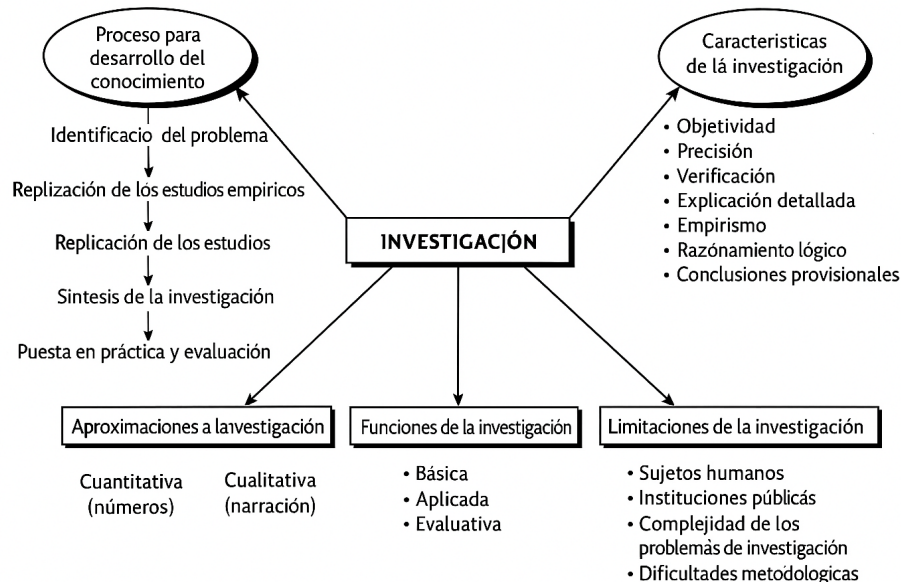 Proceso para
desarrollo del
conocimiento
Identificacio del problema
Replización de los estudios empiricos
Replicación de los estudios
Sintesis de la investigación
Puesta en práctica y evaluación
Caracteristicas
de lá investigación
• Objetividad
• Precisión
• Verificación
• Explicación detallada
• Empirismo
• Razónamiento lógico
• Conclusiones provisionales
INVESTIGACIÓN
Aproximaciones a lanvestigación
Cuantitativa
(números)
Cualitativa
(narración)
Funciones de la investigación
• Básica
• Aplicada
• Evaluativa
Limitaciones de la investigación
• Sujetos humanos
• Instituciones públicás
• Complejidad de los
problemàs de investigación
• Dificultades metodologicas